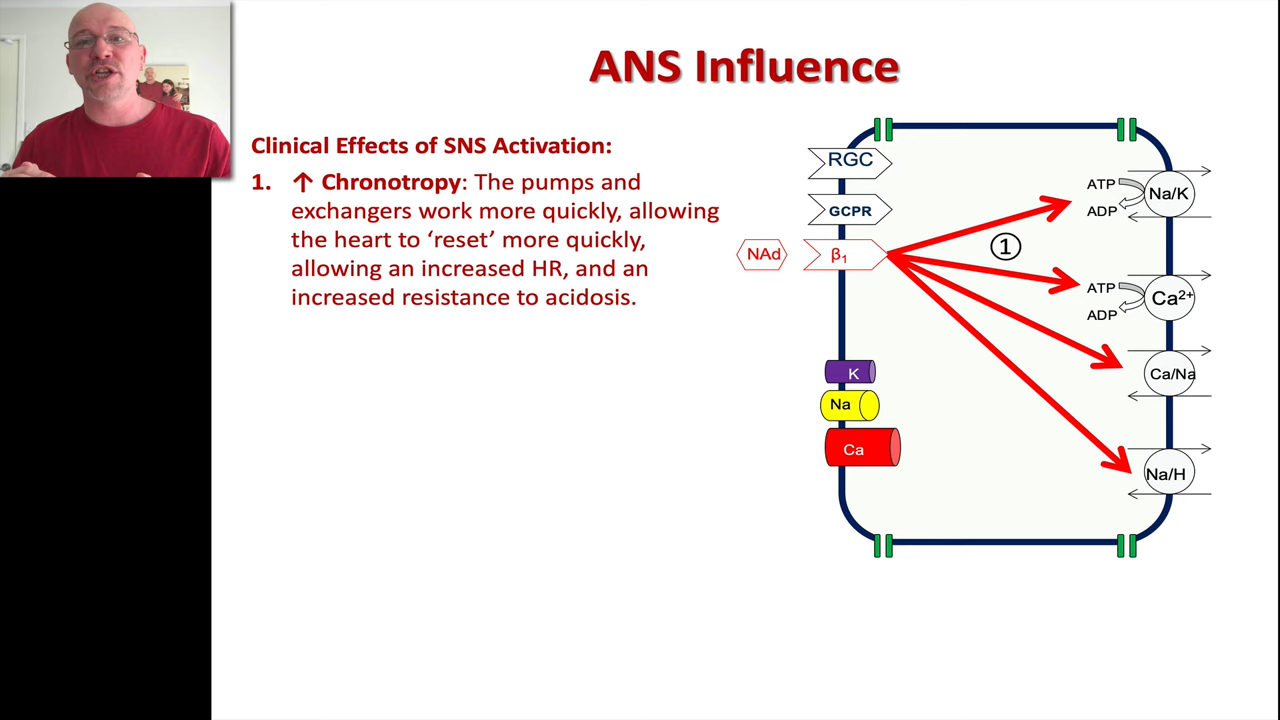 ANS Influence
Clinical Effects of SNS Activation:
1. ↑ Chronotropy: The pumps and
exchangers work more quickly, allowing
the heart to ‘reset’ more quickly,
allowing an increased HR, and an
increased resistance to acidosis.
RGC
GCPR
NAd
β₁
①
K
Na
Ca
ATP
ADP
Na/K
ATP
ADP
Ca²⁺
Ca/Na
Na/H